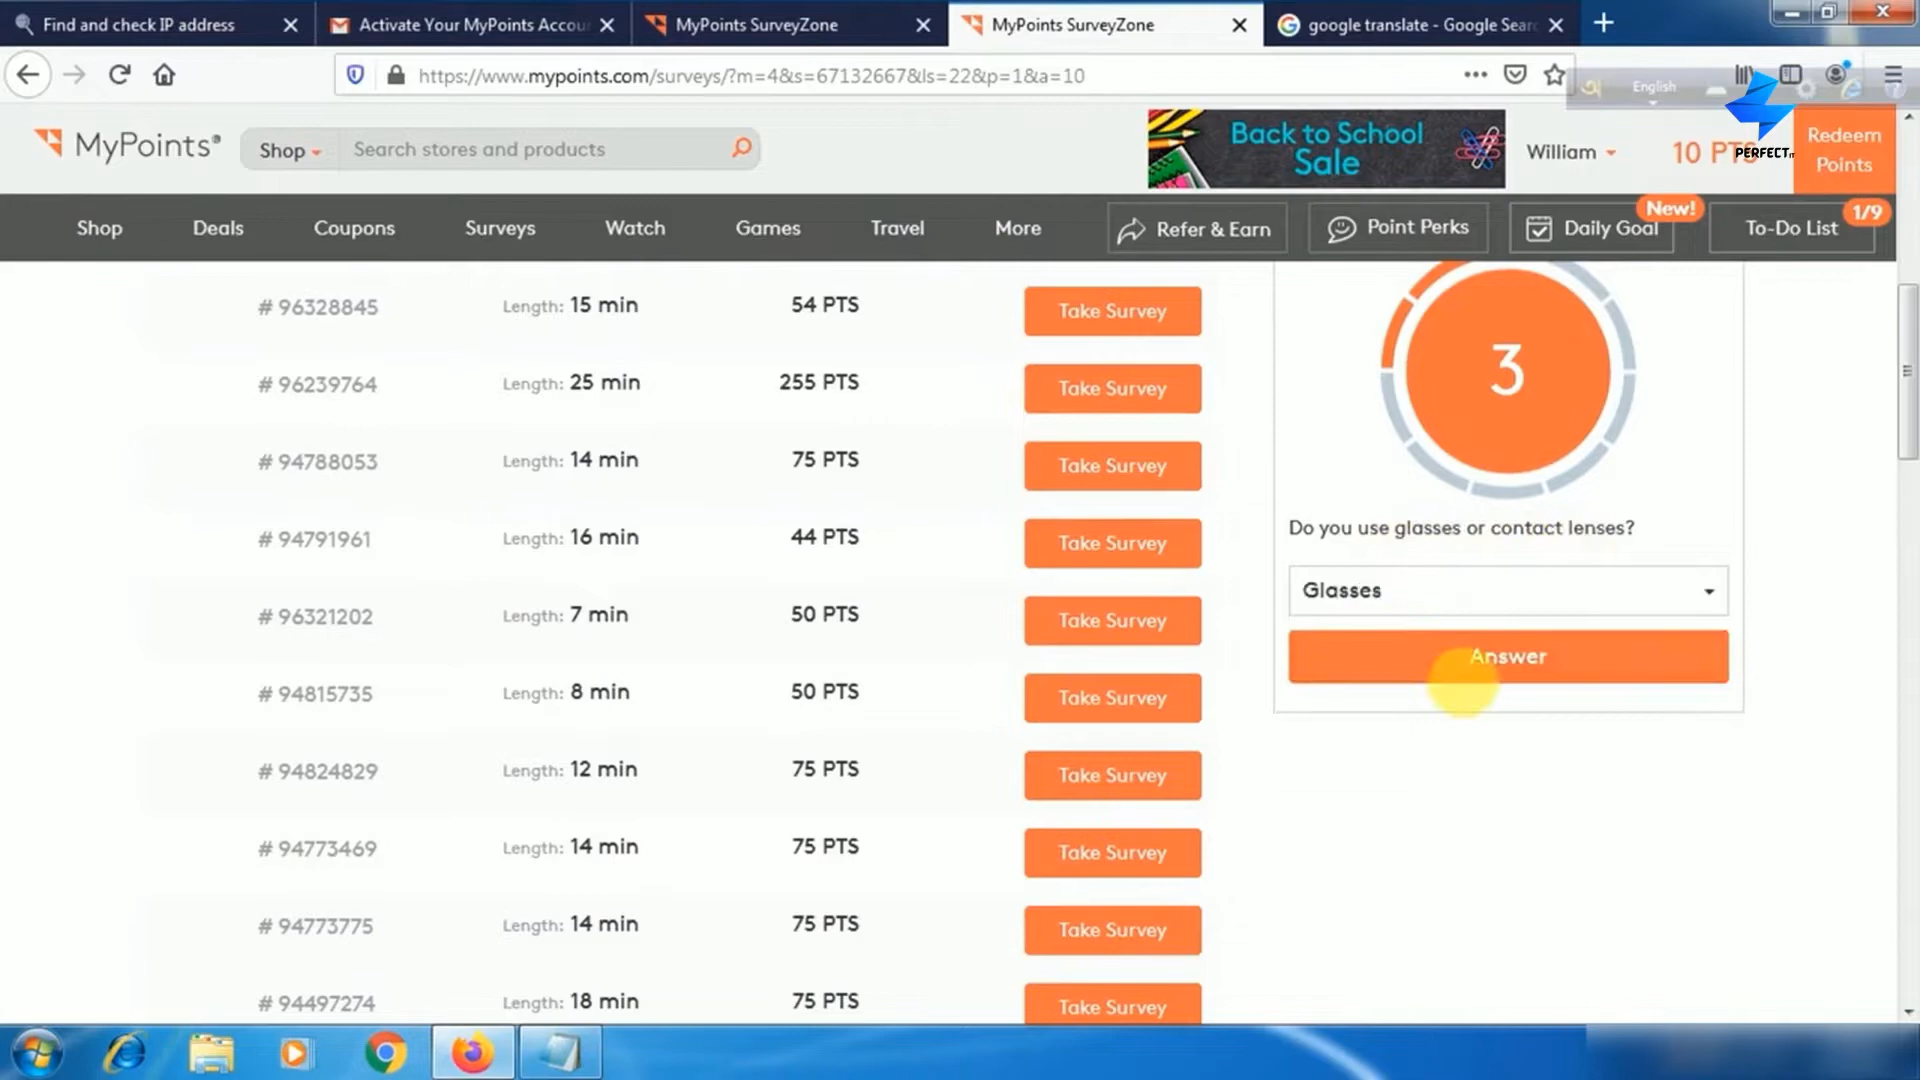 Find and check IP address
Activate Your MyPoints Accou
MyPoints SurveyZone
MyPoints SurveyZone
google translate - Google Sear
https://www.mypoints.com/surveys/?m=4&s=67132667&ls=22&p=1&a=10
English
MyPoints®
Shop
Search stores and products
Back to School
Sale
William
10 PTS
PERFECT
Redeem
Points
Shop
Deals
Coupons
Surveys
Watch
Games
Travel
More
Refer & Earn
Point Perks
Daily Goal
New!
To-Do List
1/9
# 96328845 Length: 15 min 54 PTS Take Survey
# 96239764 Length: 25 min 255 PTS Take Survey
# 94788053 Length: 14 min 75 PTS Take Survey
# 94791961 Length: 16 min 44 PTS Take Survey
# 96321202 Length: 7 min 50 PTS Take Survey
# 94815735 Length: 8 min 50 PTS Take Survey
# 94824829 Length: 12 min 75 PTS Take Survey
# 94773469 Length: 14 min 75 PTS Take Survey
# 94773775 Length: 14 min 75 PTS Take Survey
# 94497274 Length: 18 min 75 PTS Take Survey
3
Do you use glasses or contact lenses?
Glasses
Answer